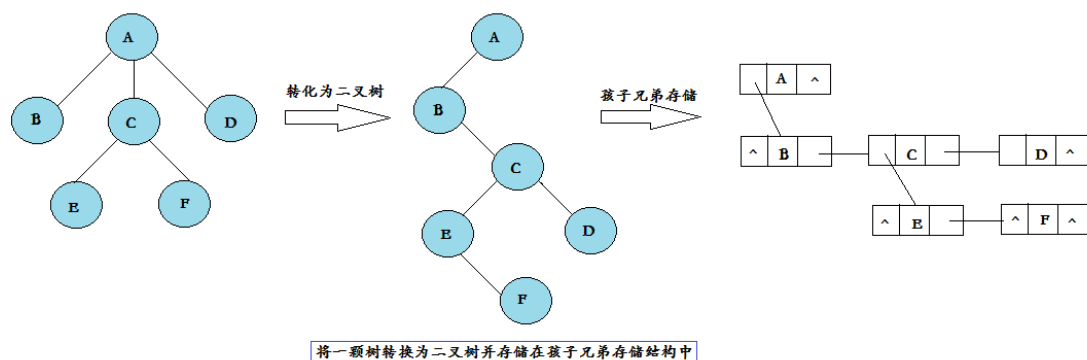 A
B
C
D
E
F
转化为二叉树
A
B
C
E
D
F
孩子兄弟存储
A ^
^ B
C
D ^
^ E
^ F ^
将一颗树转换为二叉树并存储在孩子兄弟存储结构中